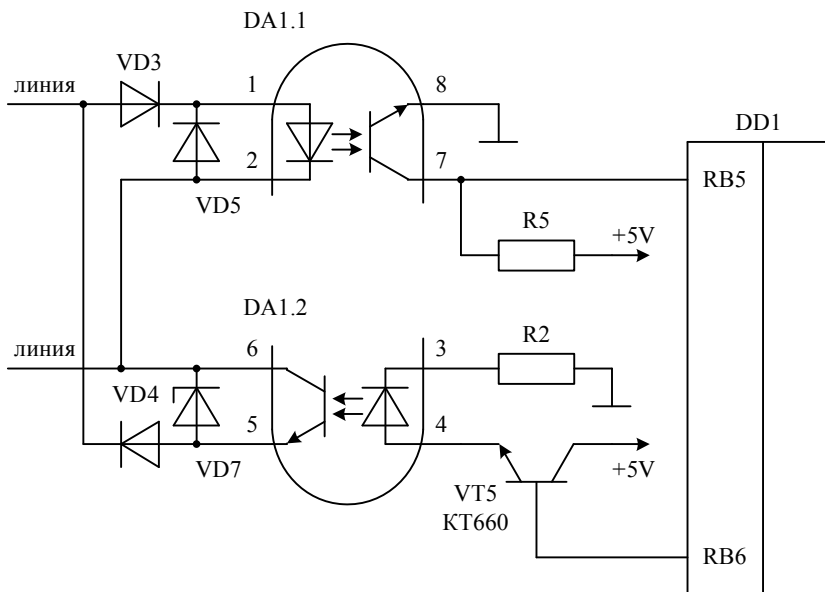 DA1.1
VD3
линия
1
8
DD1
2
7
RB5
VD5
R5
+5V
DA1.2
линия
6
3
R2
VD4
5
4
+5V
VD7
VT5
КТ660
RB6